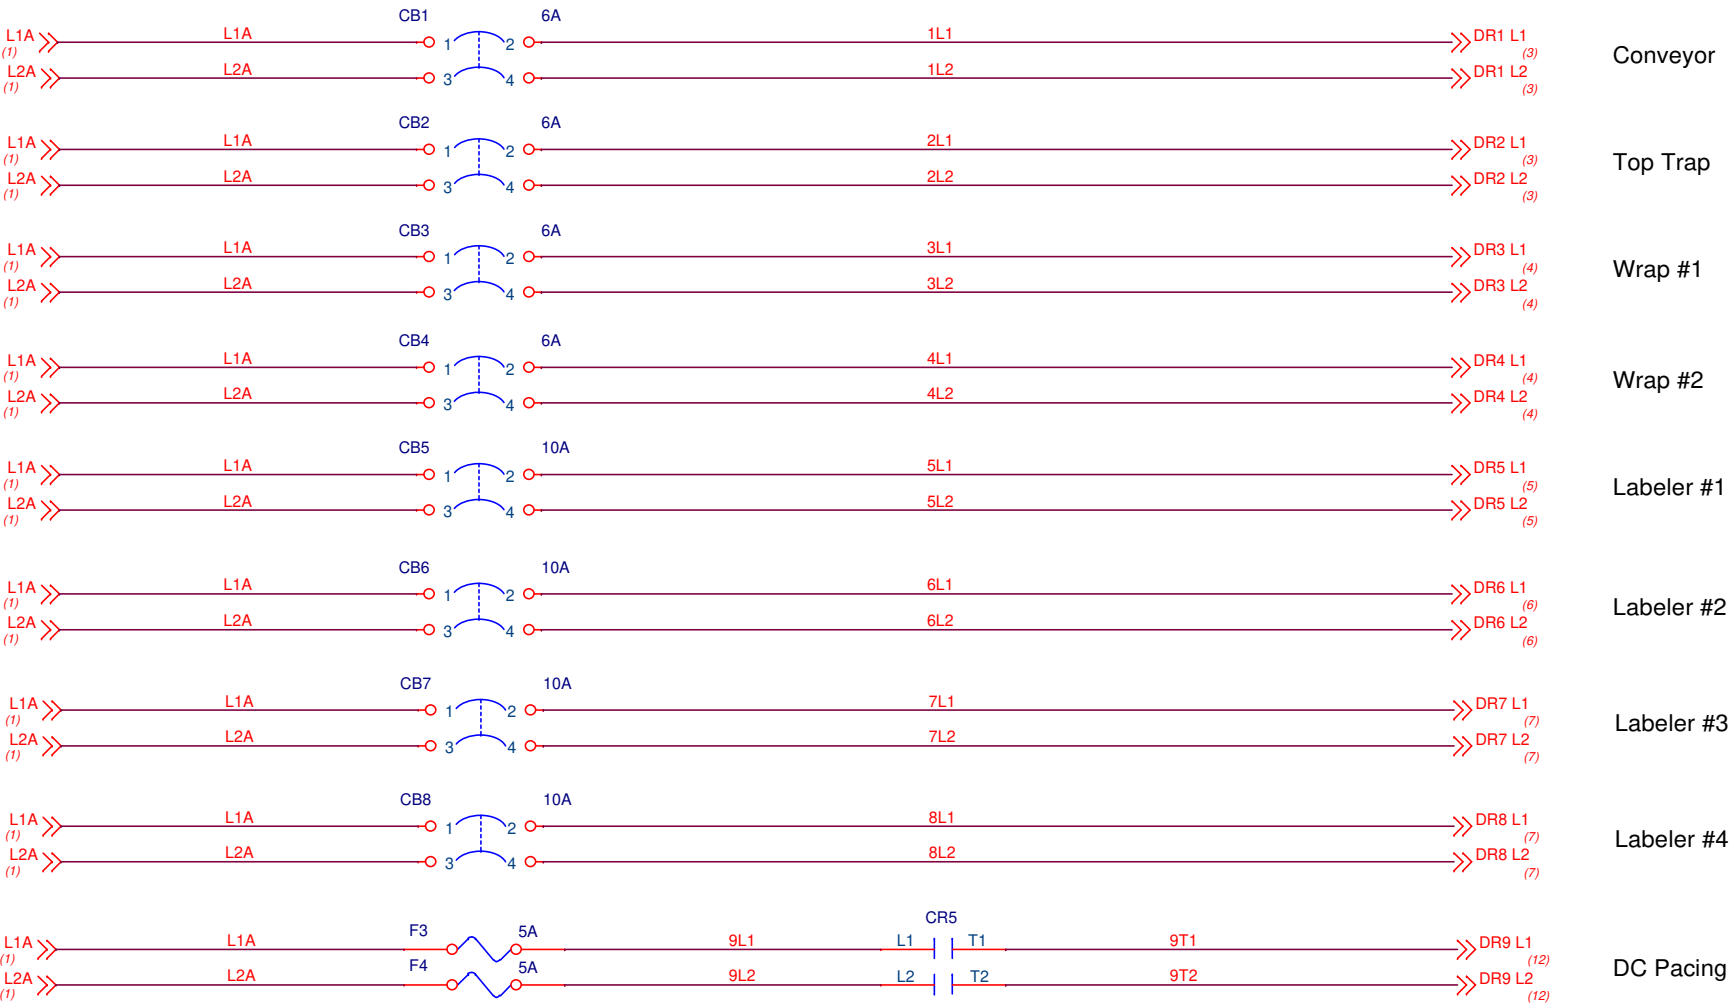 CB1 6A
L1A L1A 1L1 DR1 L1
(1) 1 2 (3)
Conveyor
L2A L2A 1L2 DR1 L2
(1) 3 4 (3)
CB2 6A
L1A L1A 2L1 DR2 L1
(1) 1 2 (3)
Top Trap
L2A L2A 2L2 DR2 L2
(1) 3 4 (3)
CB3 6A
L1A L1A 3L1 DR3 L1
(1) 1 2 (4)
Wrap #1
L2A L2A 3L2 DR3 L2
(1) 3 4 (4)
CB4 6A
L1A L1A 4L1 DR4 L1
(1) 1 2 (4)
Wrap #2
L2A L2A 4L2 DR4 L2
(1) 3 4 (4)
CB5 10A
L1A L1A 5L1 DR5 L1
(1) 1 2 (5)
Labeler #1
L2A L2A 5L2 DR5 L2
(1) 3 4 (5)
CB6 10A
L1A L1A 6L1 DR6 L1
(1) 1 2 (6)
Labeler #2
L2A L2A 6L2 DR6 L2
(1) 3 4 (6)
CB7 10A
L1A L1A 7L1 DR7 L1
(1) 1 2 (7)
Labeler #3
L2A L2A 7L2 DR7 L2
(1) 3 4 (7)
CB8 10A
L1A L1A 8L1 DR8 L1
(1) 1 2 (7)
Labeler #4
L2A L2A 8L2 DR8 L2
(1) 3 4 (7)
CR5
L1A L1A F3 5A 9L1 L1 T1 9T1 DR9 L1
(1) (12)
DC Pacing
L2A L2A F4 5A 9L2 L2 T2 9T2 DR9 L2
(1) (12)